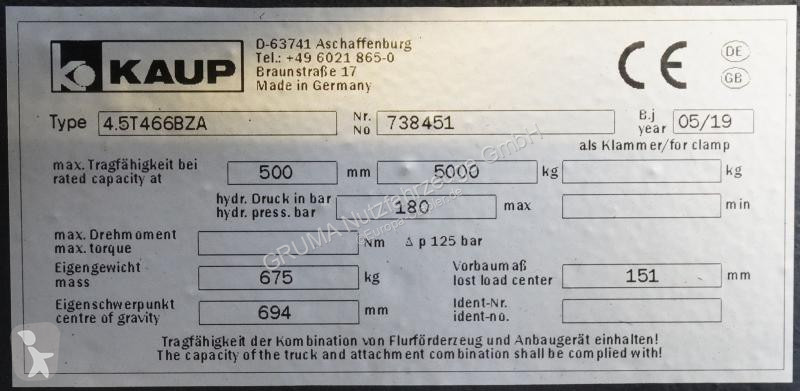 KAUP
D-63741 Aschaffenburg
Tel.: +49 6021 865-0
Braunstraße 17
Made in Germany
CE
DE
GB
Type 4.5T466BZA Nr. No 738451 B.j year 05/19
als Klammer/for clamp
max. Tragfähigkeit bei
rated capacity at 500 mm 5000 kg kg
hydr. Druck in bar
hydr. press. bar 180 max min
max. Drehmoment
max. torque Nm Δ p 125 bar
Eigengewicht
mass 675 kg
Vorbaumaß
lost load center 151 mm
Eigenschwerpunkt
centre of gravity 694 mm
Ident-Nr.
ident-no.
Tragfähigkeit der Kombination von Flurförderzeug und Anbaugerät einhalten!
The capacity of the truck and attachment combination shall be complied with!
GRUMA Nutzfahrzeuge GmbH